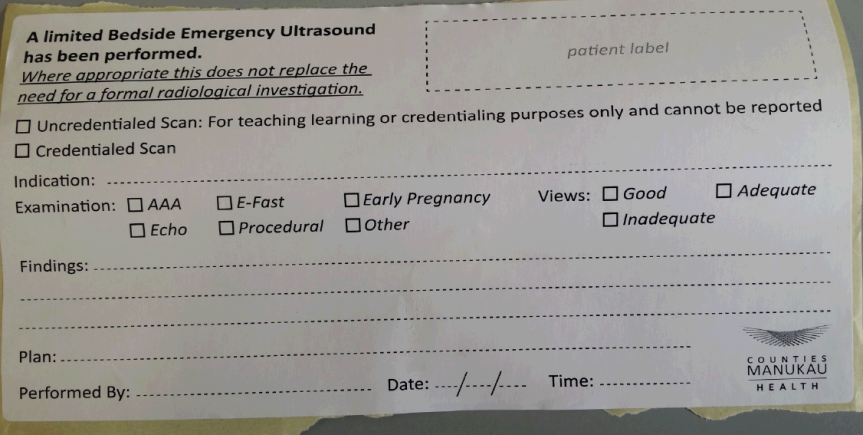 A limited Bedside Emergency Ultrasound
has been performed.
Where appropriate this does not replace the
need for a formal radiological investigation.
patient label
☐ Uncredentialed Scan: For teaching learning or credentialing purposes only and cannot be reported
☐ Credentialed Scan
Indication:
Examination: ☐ AAA ☐ E-Fast ☐ Early Pregnancy Views: ☐ Good ☐ Adequate
☐ Echo ☐ Procedural ☐ Other ☐ Inadequate
Findings:
Plan:
Performed By: Date: ----/----/---- Time:
COUNTIES
MANUKAU
HEALTH